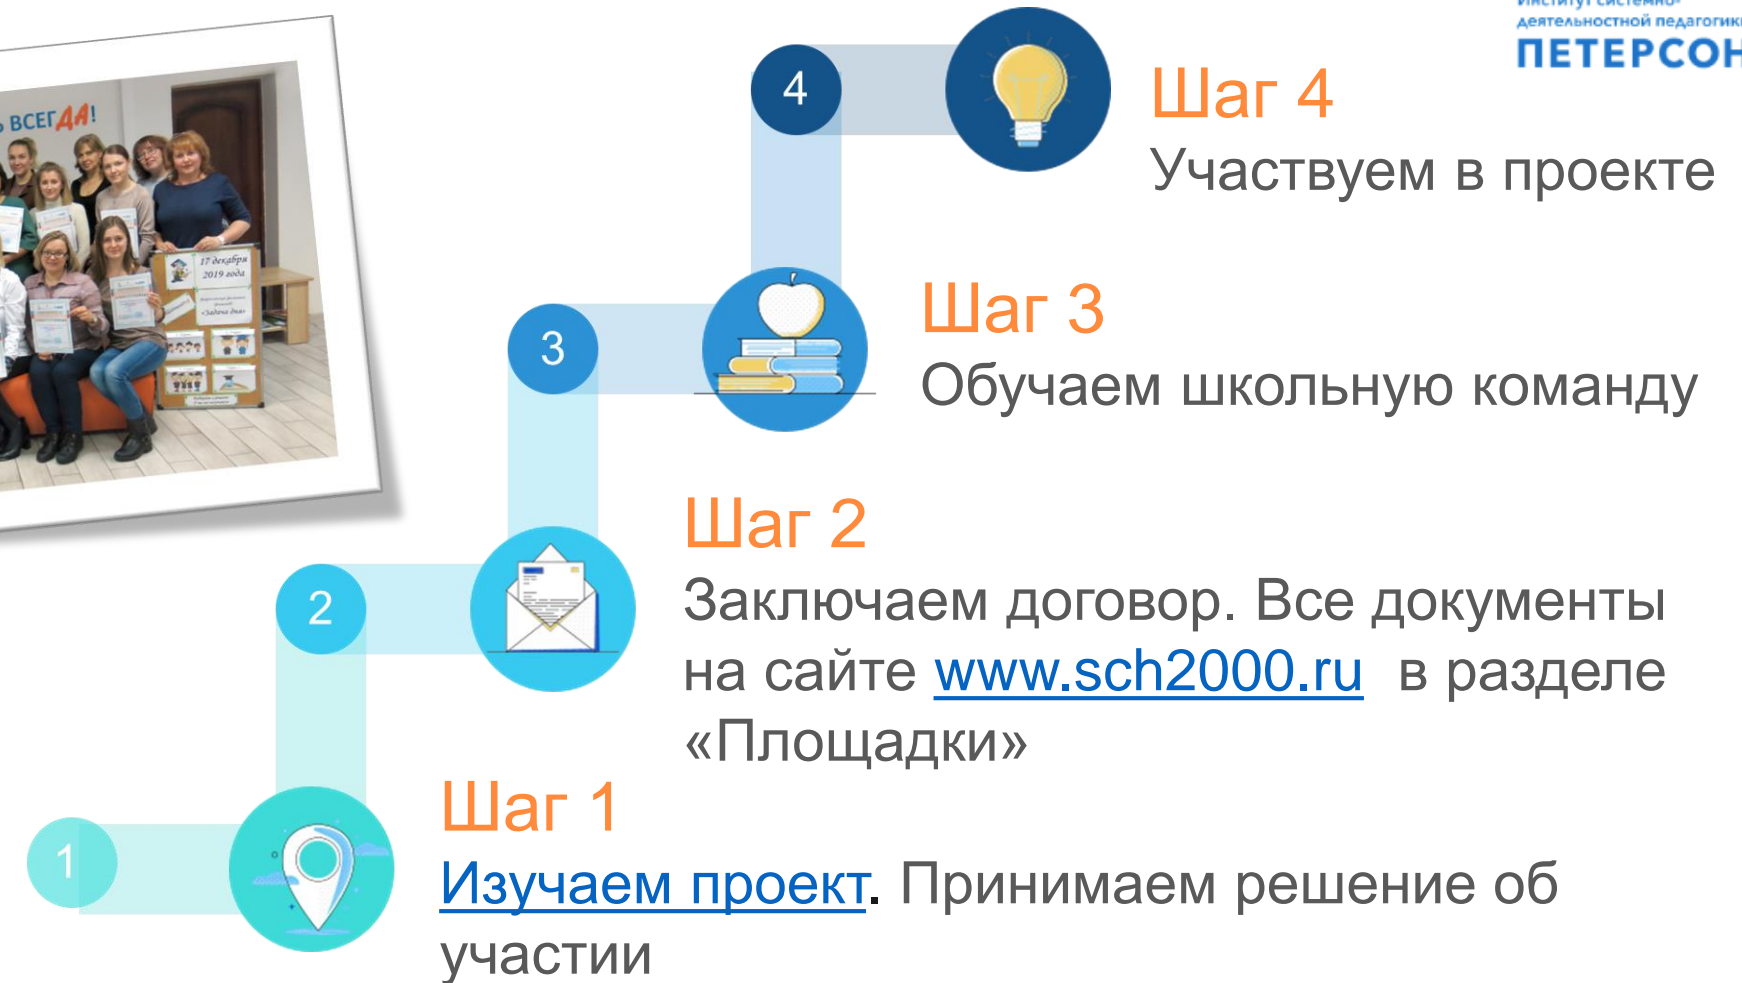 ВСЕГДА!
17 декабря
2019 года
«Задача дня»
Институт системно-
деятельностной педагогики
ПЕТЕРСОН
4
Шаг 4
Участвуем в проекте
3
Шаг 3
Обучаем школьную команду
2
Шаг 2
Заключаем договор. Все документы
на сайте www.sch2000.ru в разделе
«Площадки»
1
Шаг 1
Изучаем проект. Принимаем решение об
участии